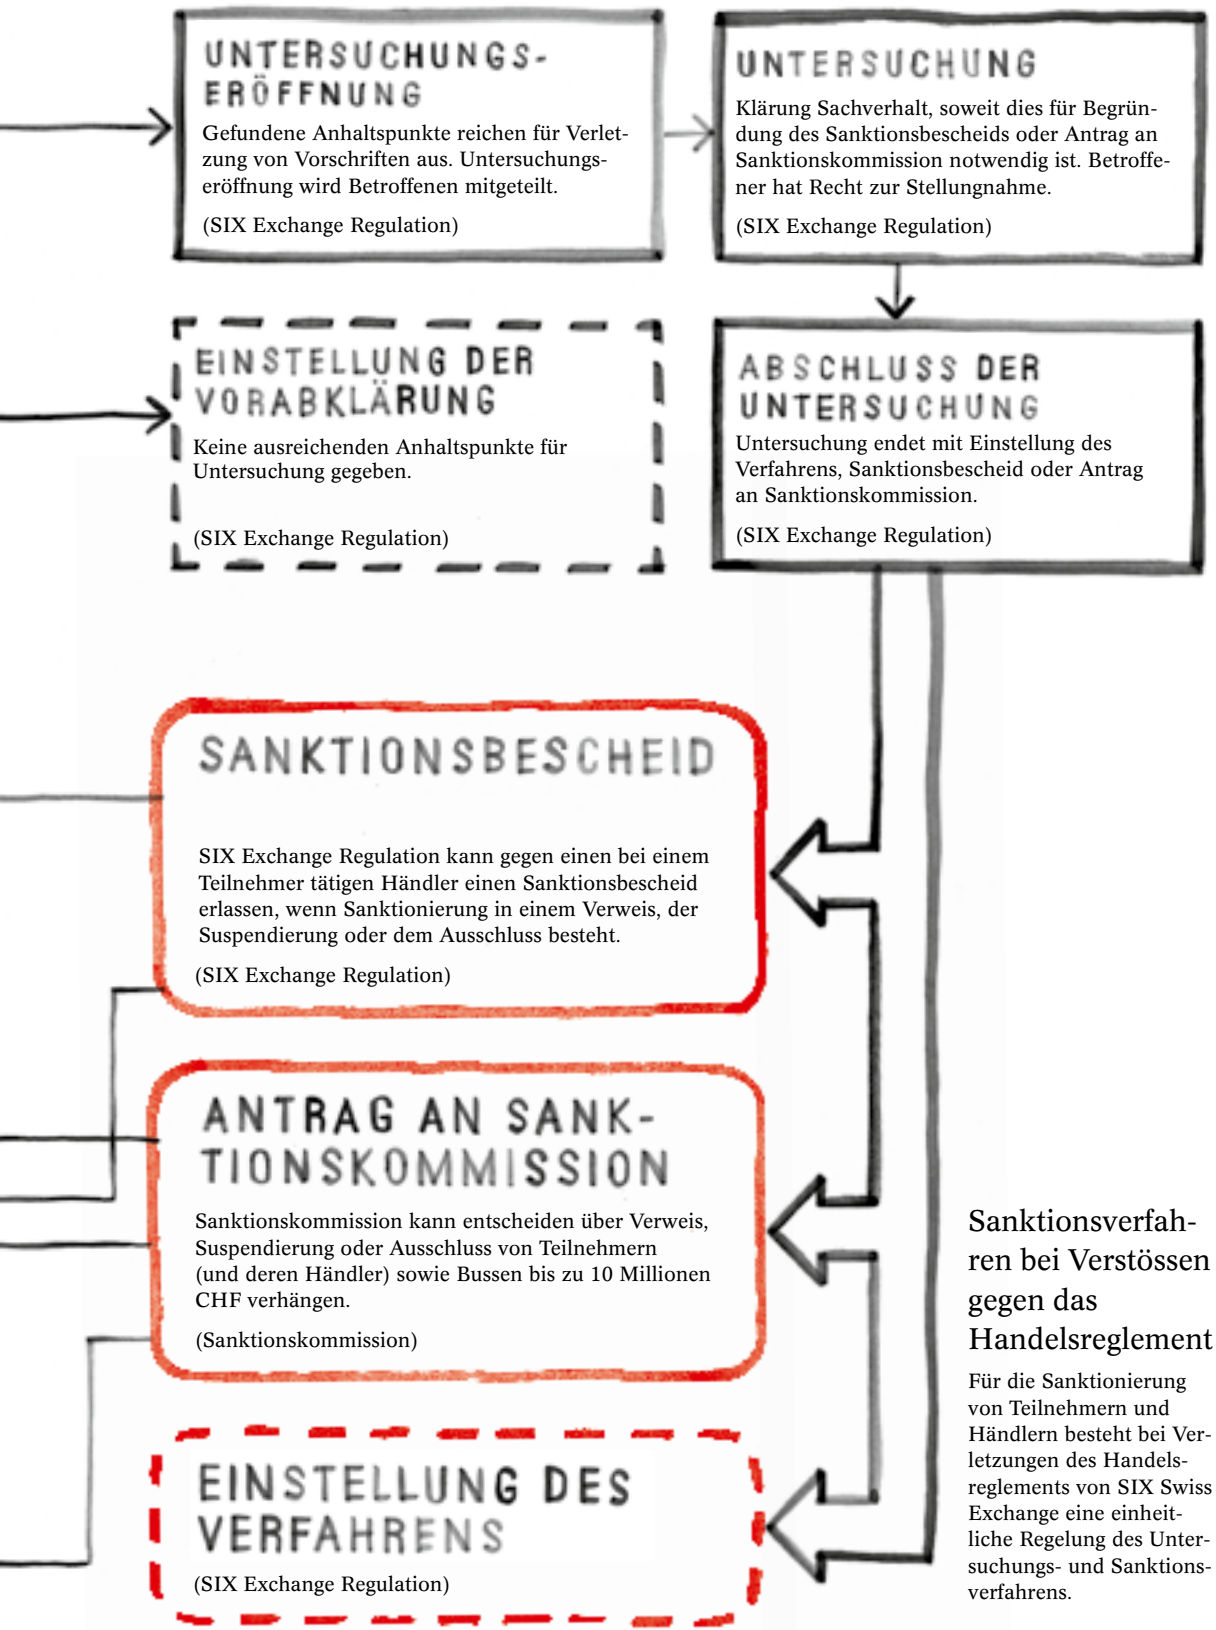 UNTERSUCHUNGS-
ERÖFFNUNG
Gefundene Anhaltspunkte reichen für Verlet-
zung von Vorschriften aus. Untersuchungs-
eröffnung wird Betroffenen mitgeteilt.
(SIX Exchange Regulation)
UNTERSUCHUNG
Klärung Sachverhalt, soweit dies für Begrün-
dung des Sanktionsbescheids oder Antrag an
Sanktionskommission notwendig ist. Betroffe-
ner hat Recht zur Stellungnahme.
(SIX Exchange Regulation)
EINSTELLUNG DER
VORABKLÄRUNG
Keine ausreichenden Anhaltspunkte für
Untersuchung gegeben.
(SIX Exchange Regulation)
ABSCHLUSS DER
UNTERSUCHUNG
Untersuchung endet mit Einstellung des
Verfahrens, Sanktionsbescheid oder Antrag
an Sanktionskommission.
(SIX Exchange Regulation)
SANKTIONSBESCHEID
SIX Exchange Regulation kann gegen einen bei einem
Teilnehmer tätigen Händler einen Sanktionsbescheid
erlassen, wenn Sanktionierung in einem Verweis, der
Suspendierung oder dem Ausschluss besteht.
(SIX Exchange Regulation)
ANTRAG AN SANK-
TIONSKOMMISSION
Sanktionskommission kann entscheiden über Verweis,
Suspendierung oder Ausschluss von Teilnehmern
(und deren Händler) sowie Bussen bis zu 10 Millionen
CHF verhängen.
(Sanktionskommission)
EINSTELLUNG DES
VERFAHRENS
(SIX Exchange Regulation)
Sanktionsverfah-
ren bei Verstössen
gegen das
Handelsreglement
Für die Sanktionierung
von Teilnehmern und
Händlern besteht bei Ver-
letzungen des Handels-
reglements von SIX Swiss
Exchange eine einheit-
liche Regelung des Unter-
suchungs- und Sanktions-
verfahrens.